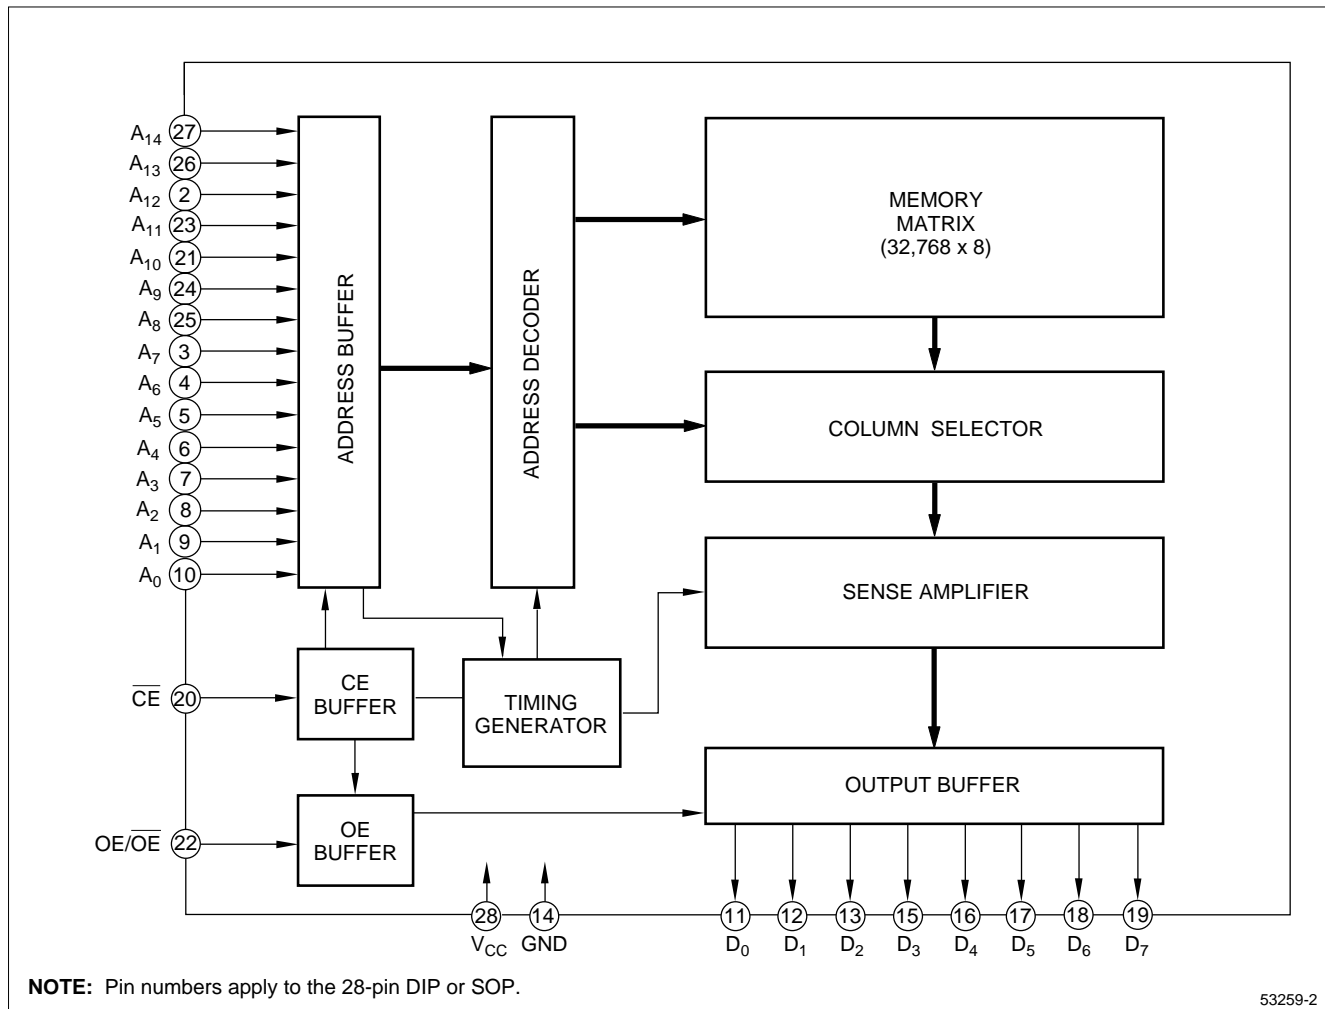 A14 27
A13 26
A12 2
A11 23
A10 21
A9 24
A8 25
A7 3
A6 4
A5 5
A4 6
A3 7
A2 8
A1 9
A0 10
ADDRESS BUFFER
ADDRESS DECODER
MEMORY
MATRIX
(32,768 x 8)
COLUMN SELECTOR
SENSE AMPLIFIER
C̅E̅ 20
CE
BUFFER
TIMING
GENERATOR
OUTPUT BUFFER
OE/O̅E̅ 22
OE
BUFFER
28 14 11 12 13 15 16 17 18 19
VCC GND D0 D1 D2 D3 D4 D5 D6 D7
NOTE: Pin numbers apply to the 28-pin DIP or SOP.
53259-2